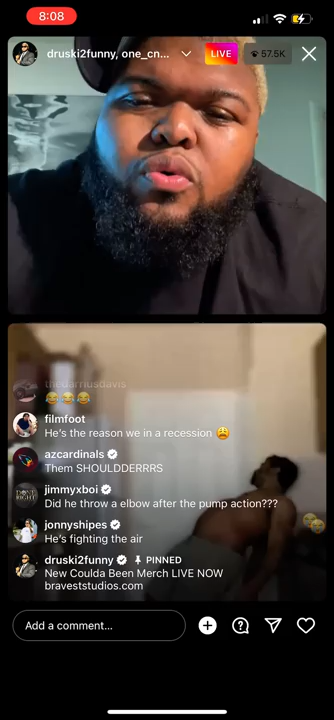 8:08
druski2funny, one_cn...
LIVE
57.5K
thedarriusdavis
😂😂😂
filmfoot
He's the reason we in a recession 😩
azcardinals
Them SHOULDDERRRS
jimmyxboi
Did he throw a elbow after the pump action???
jonnyshipes
He's fighting the air
druski2funny PINNED
New Coulda Been Merch LIVE NOW
braveststudios.com
Add a comment...